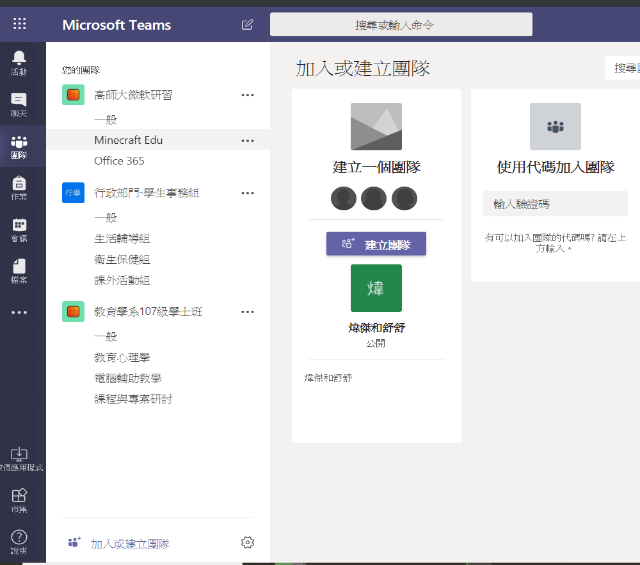 Microsoft Teams
搜尋或輸入命令
活動
聊天
團隊
作業
會議
檔案
市集
說明
您的團隊
高師大微軟研習
一般
Minecraft Edu
Office 365
行政部門-學生事務組
一般
生活輔導組
衛生保健組
課外活動組
教育學系107級學士班
一般
教育心理學
電腦輔助教學
課程與專案研討
加入或建立團隊
加入或建立團隊
搜尋
建立一個團隊
建立團隊
煒
煒傑和舒舒
公開
煒傑和舒舒
使用代碼加入團隊
輸入驗證碼
有可以加入團隊的代碼嗎? 請在上
方輸入。